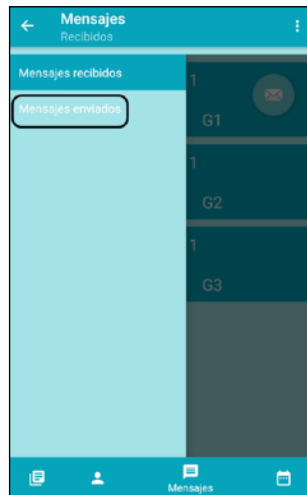 Mensajes
Recibidos
Mensajes recibidos
1
Mensajes enviados
G1
1
G2
1
G3
Mensajes